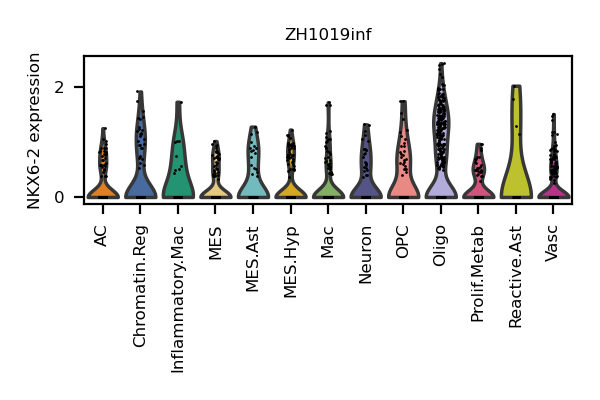 ZH1019inf
NKX6-2 expression
2
0
AC
Chromatin.Reg
Inflammatory.Mac
MES
MES.Ast
MES.Hyp
Mac
Neuron
OPC
Oligo
Prolif.Metab
Reactive.Ast
Vasc